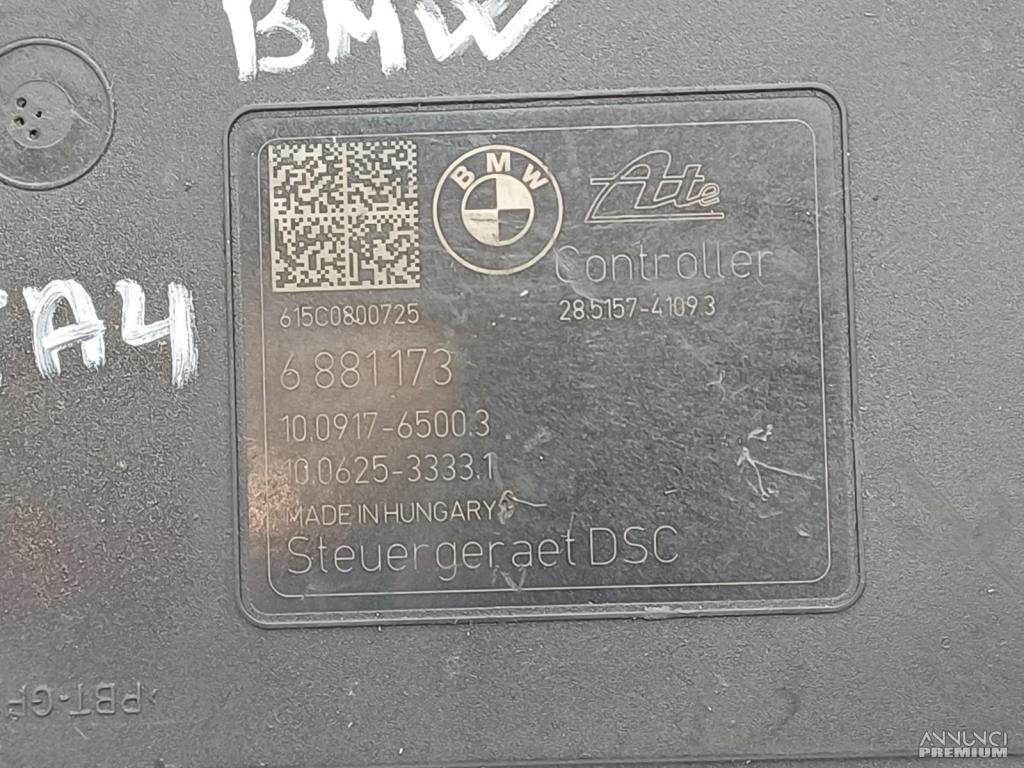 BMW
BMW
Ate
Controller
615C0800725
28.5157-4109.3
A4
6 881173
10.0917-6500.3
10.0625-3333.1
MADE IN HUNGARY
Steuergeraet DSC
>PBT-GF
ANNUNCI
PREMIUM